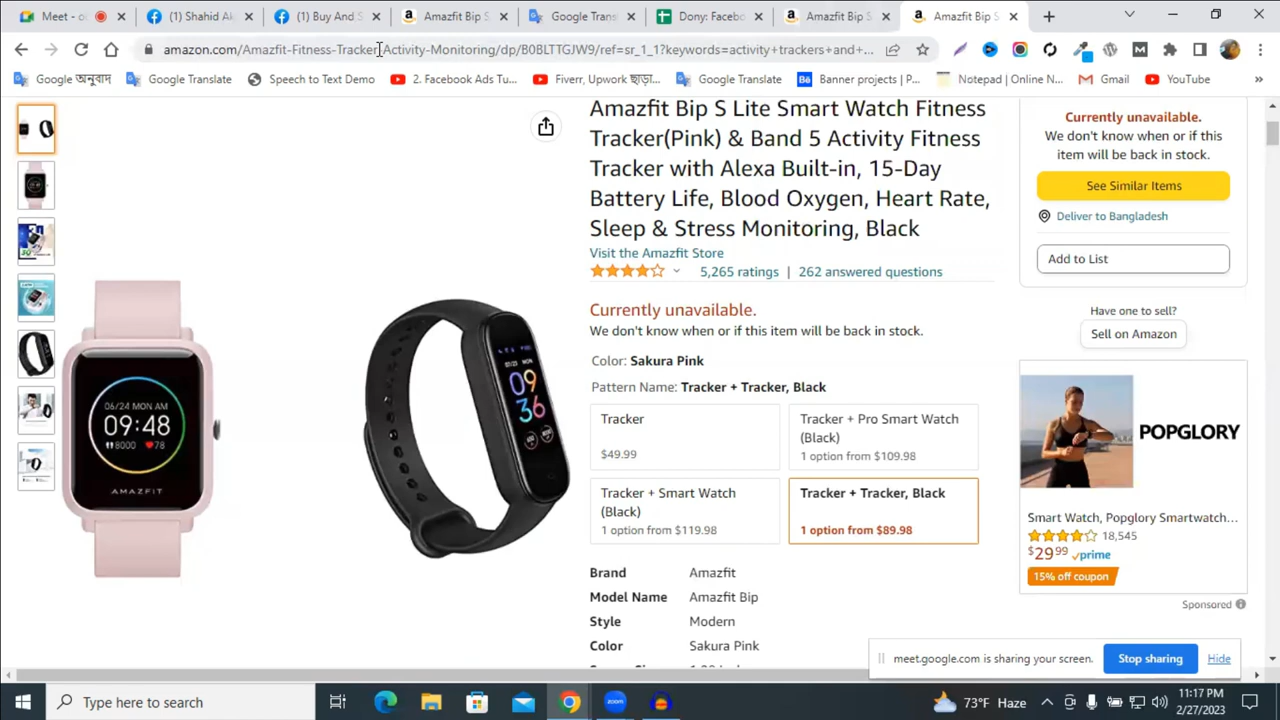 Meet - ol
(1) Shahid Ak
(1) Buy And S
Amazfit Bip S
Google Trans
Dony: Faceb
Amazfit Bip S
Amazfit Bip S
amazon.com/Amazfit-Fitness-Tracker-Activity-Monitoring/dp/B0BLTTGJW9/ref=sr_1_1?keywords=activity+trackers+and+...
Google অনুবাদ
Google Translate
Speech to Text Demo
2. Facebook Ads Tu...
Fiverr, Upwork ছাড়া...
Google Translate
Banner projects | P...
Notepad | Online N...
Gmail
YouTube
Amazfit Bip S Lite Smart Watch Fitness
Tracker(Pink) & Band 5 Activity Fitness
Tracker with Alexa Built-in, 15-Day
Battery Life, Blood Oxygen, Heart Rate,
Sleep & Stress Monitoring, Black
Visit the Amazfit Store
5,265 ratings | 262 answered questions
Currently unavailable.
We don't know when or if this item will be back in stock.
Color: Sakura Pink
Pattern Name: Tracker + Tracker, Black
Tracker
$49.99
Tracker + Pro Smart Watch
(Black)
1 option from $109.98
Tracker + Smart Watch
(Black)
1 option from $119.98
Tracker + Tracker, Black
1 option from $89.98
Brand Amazfit
Model Name Amazfit Bip
Style Modern
Color Sakura Pink
06/24 MON AM
09:48
8000 78
AMAZFIT
09
36
Currently unavailable.
We don't know when or if this
item will be back in stock.
See Similar Items
Deliver to Bangladesh
Add to List
Have one to sell?
Sell on Amazon
POPGLORY
Smart Watch, Popglory Smartwatch...
18,545
$29 99 prime
15% off coupon
Sponsored
meet.google.com is sharing your screen.
Stop sharing
Hide
Type here to search
zoom
73°F Haze
11:17 PM
2/27/2023